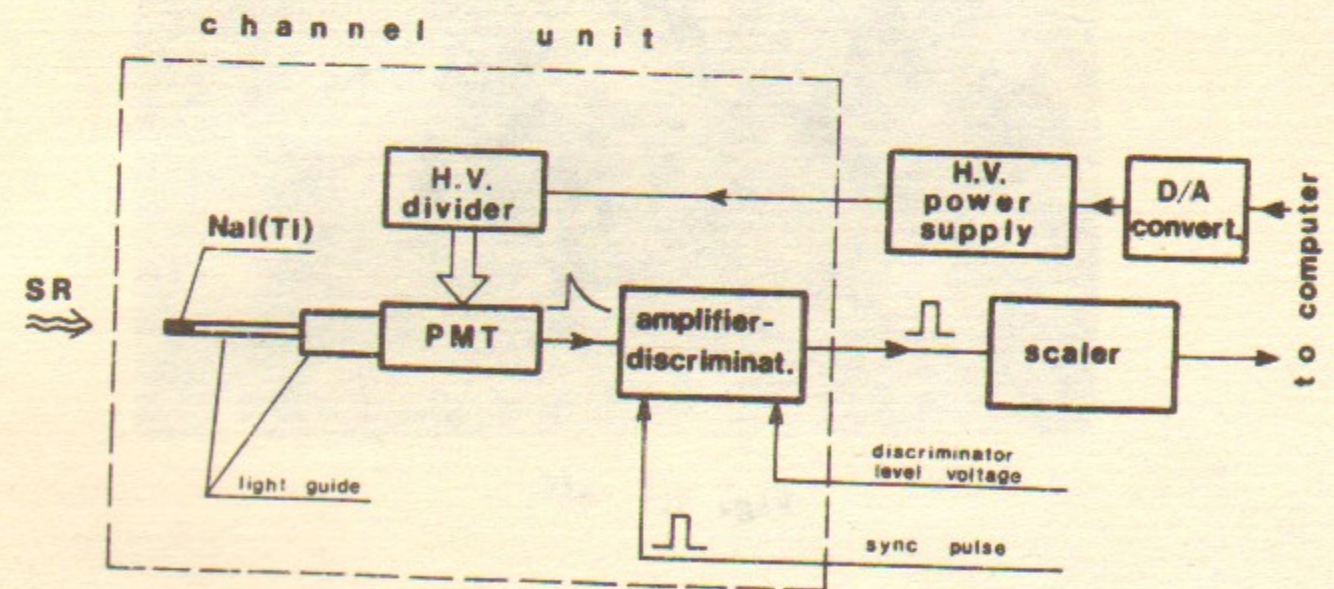 channel unit
H.V.
divider
H.V.
power
supply
D/A
convert.
NaI(Tl)
SR
PMT
amplifier-
discriminat.
scaler
to computer
light guide
discriminator
level voltage
sync pulse